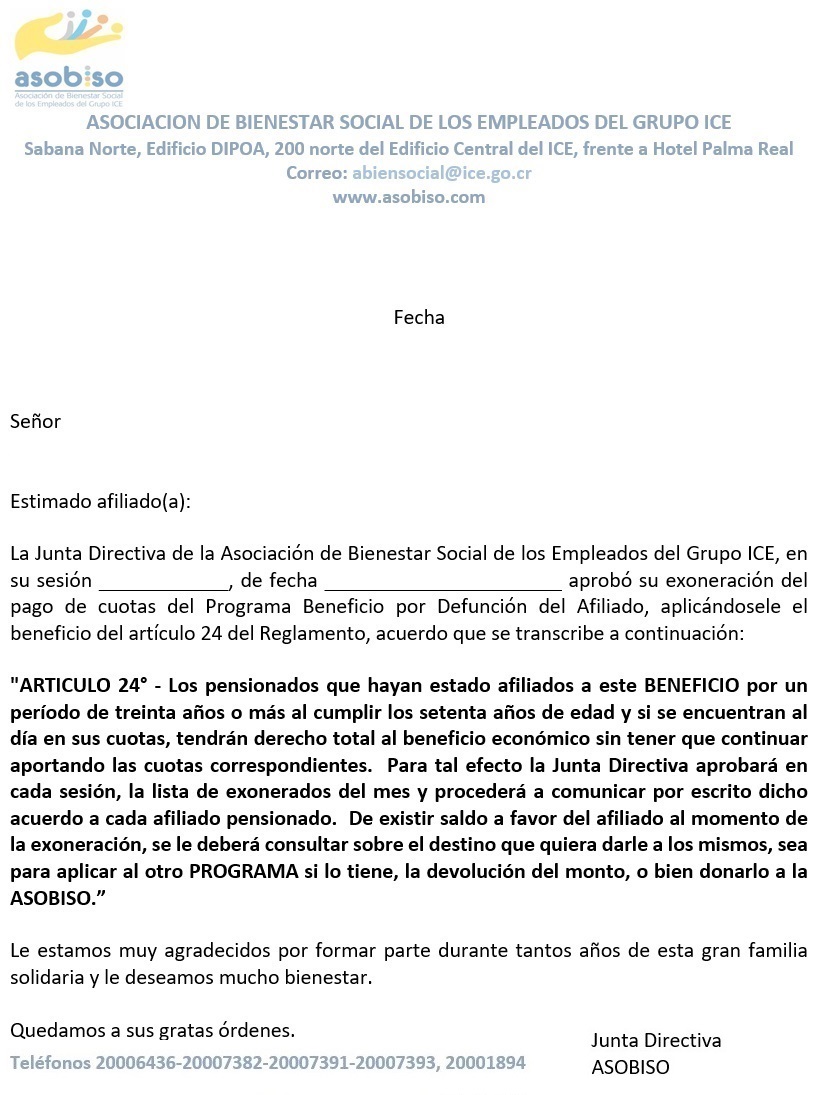 asobiso
Asociación de Bienestar Social
de los Empleados del Grupo ICE
ASOCIACION DE BIENESTAR SOCIAL DE LOS EMPLEADOS DEL GRUPO ICE
Sabana Norte, Edificio DIPOA, 200 norte del Edificio Central del ICE, frente a Hotel Palma Real
Correo: abiensocial@ice.go.cr
www.asobiso.com
Fecha
Señor
Estimado afiliado(a):
La Junta Directiva de la Asociación de Bienestar Social de los Empleados del Grupo ICE, en
su sesión ____________, de fecha ______________________ aprobó su exoneración del
pago de cuotas del Programa Beneficio por Defunción del Afiliado, aplicándosele el
beneficio del artículo 24 del Reglamento, acuerdo que se transcribe a continuación:
"ARTICULO 24° - Los pensionados que hayan estado afiliados a este BENEFICIO por un
período de treinta años o más al cumplir los setenta años de edad y si se encuentran al
día en sus cuotas, tendrán derecho total al beneficio económico sin tener que continuar
aportando las cuotas correspondientes.  Para tal efecto la Junta Directiva aprobará en
cada sesión, la lista de exonerados del mes y procederá a comunicar por escrito dicho
acuerdo a cada afiliado pensionado.  De existir saldo a favor del afiliado al momento de
la exoneración, se le deberá consultar sobre el destino que quiera darle a los mismos, sea
para aplicar al otro PROGRAMA si lo tiene, la devolución del monto, o bien donarlo a la
ASOBISO.”
Le estamos muy agradecidos por formar parte durante tantos años de esta gran familia
solidaria y le deseamos mucho bienestar.
Quedamos a sus gratas órdenes.
Junta Directiva
ASOBISO
Teléfonos 20006436-20007382-20007391-20007393, 20001894